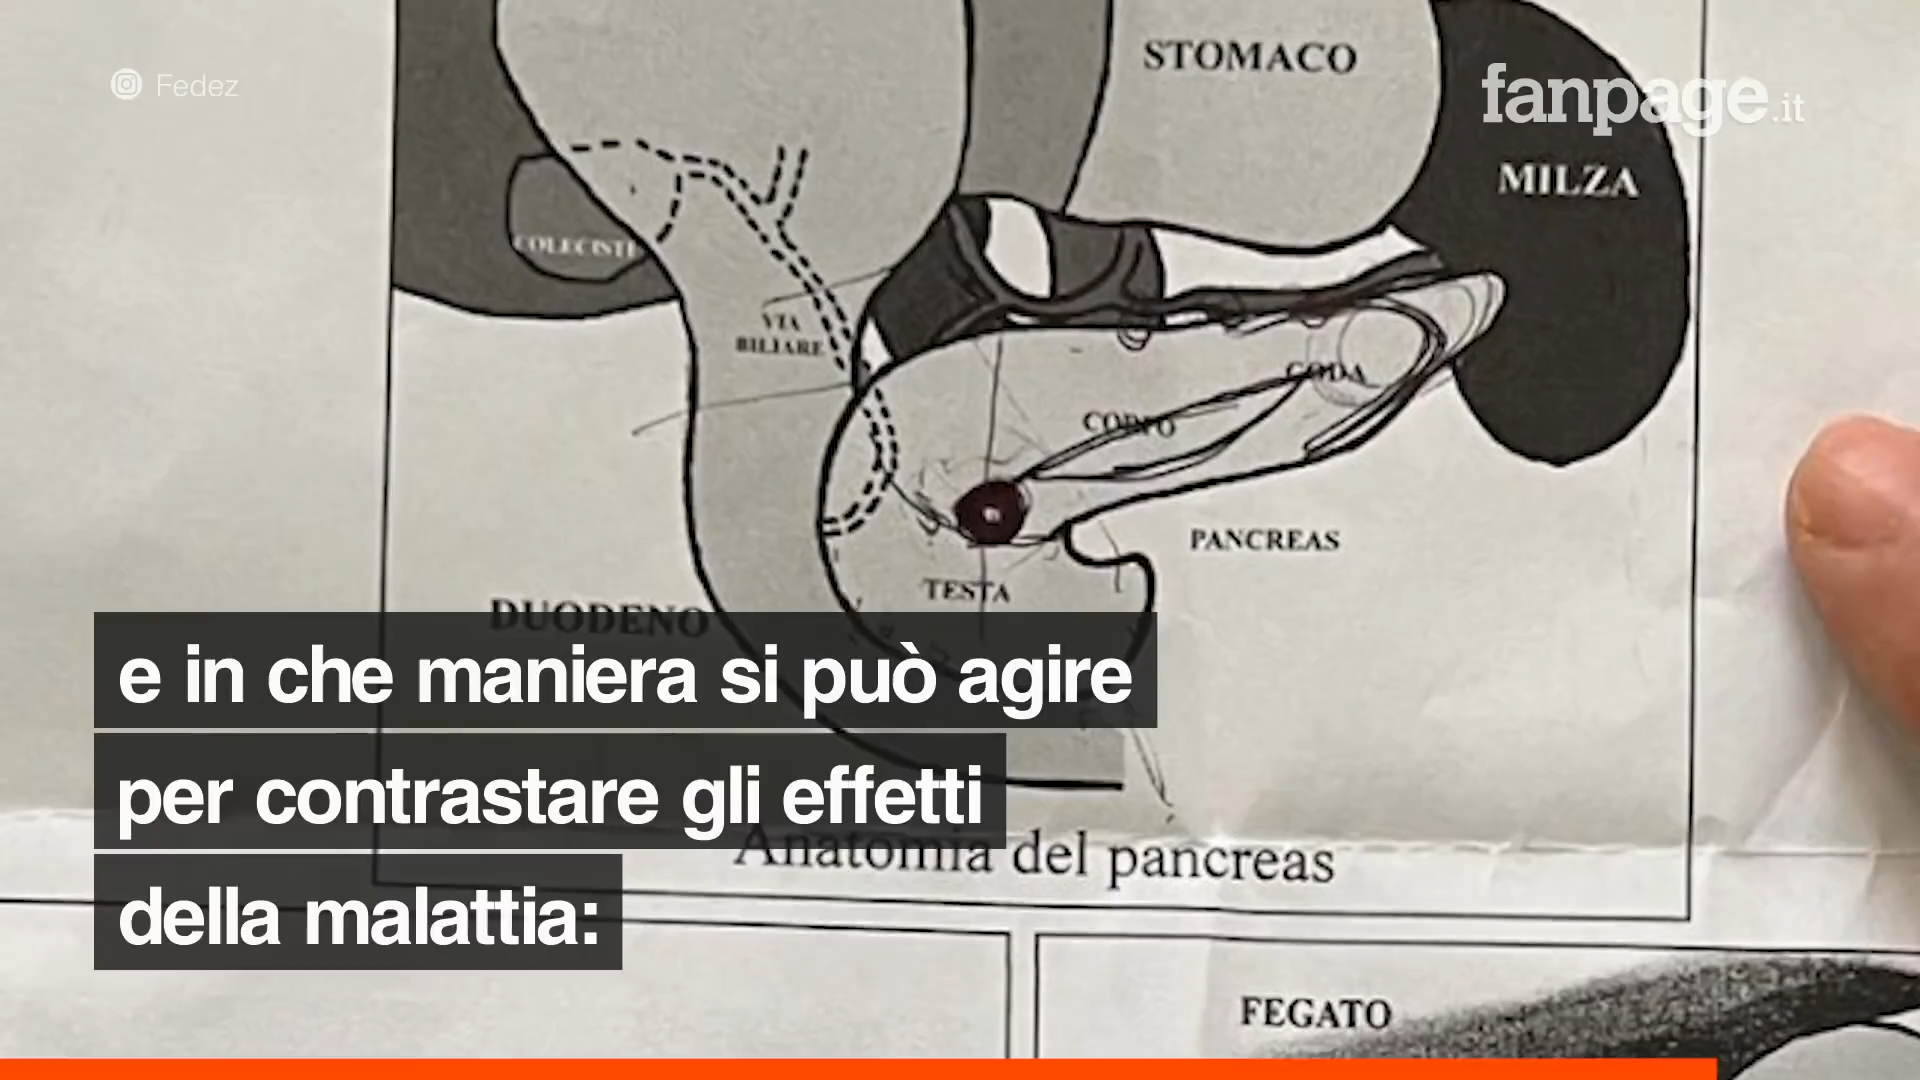 Fedez
fanpage.it
STOMACO
MILZA
COLECISTI
VIA
BILIARE
CODA
CORPO
PANCREAS
TESTA
DUODENO
e in che maniera si può agire
per contrastare gli effetti
della malattia:
Anatomia del pancreas
FEGATO